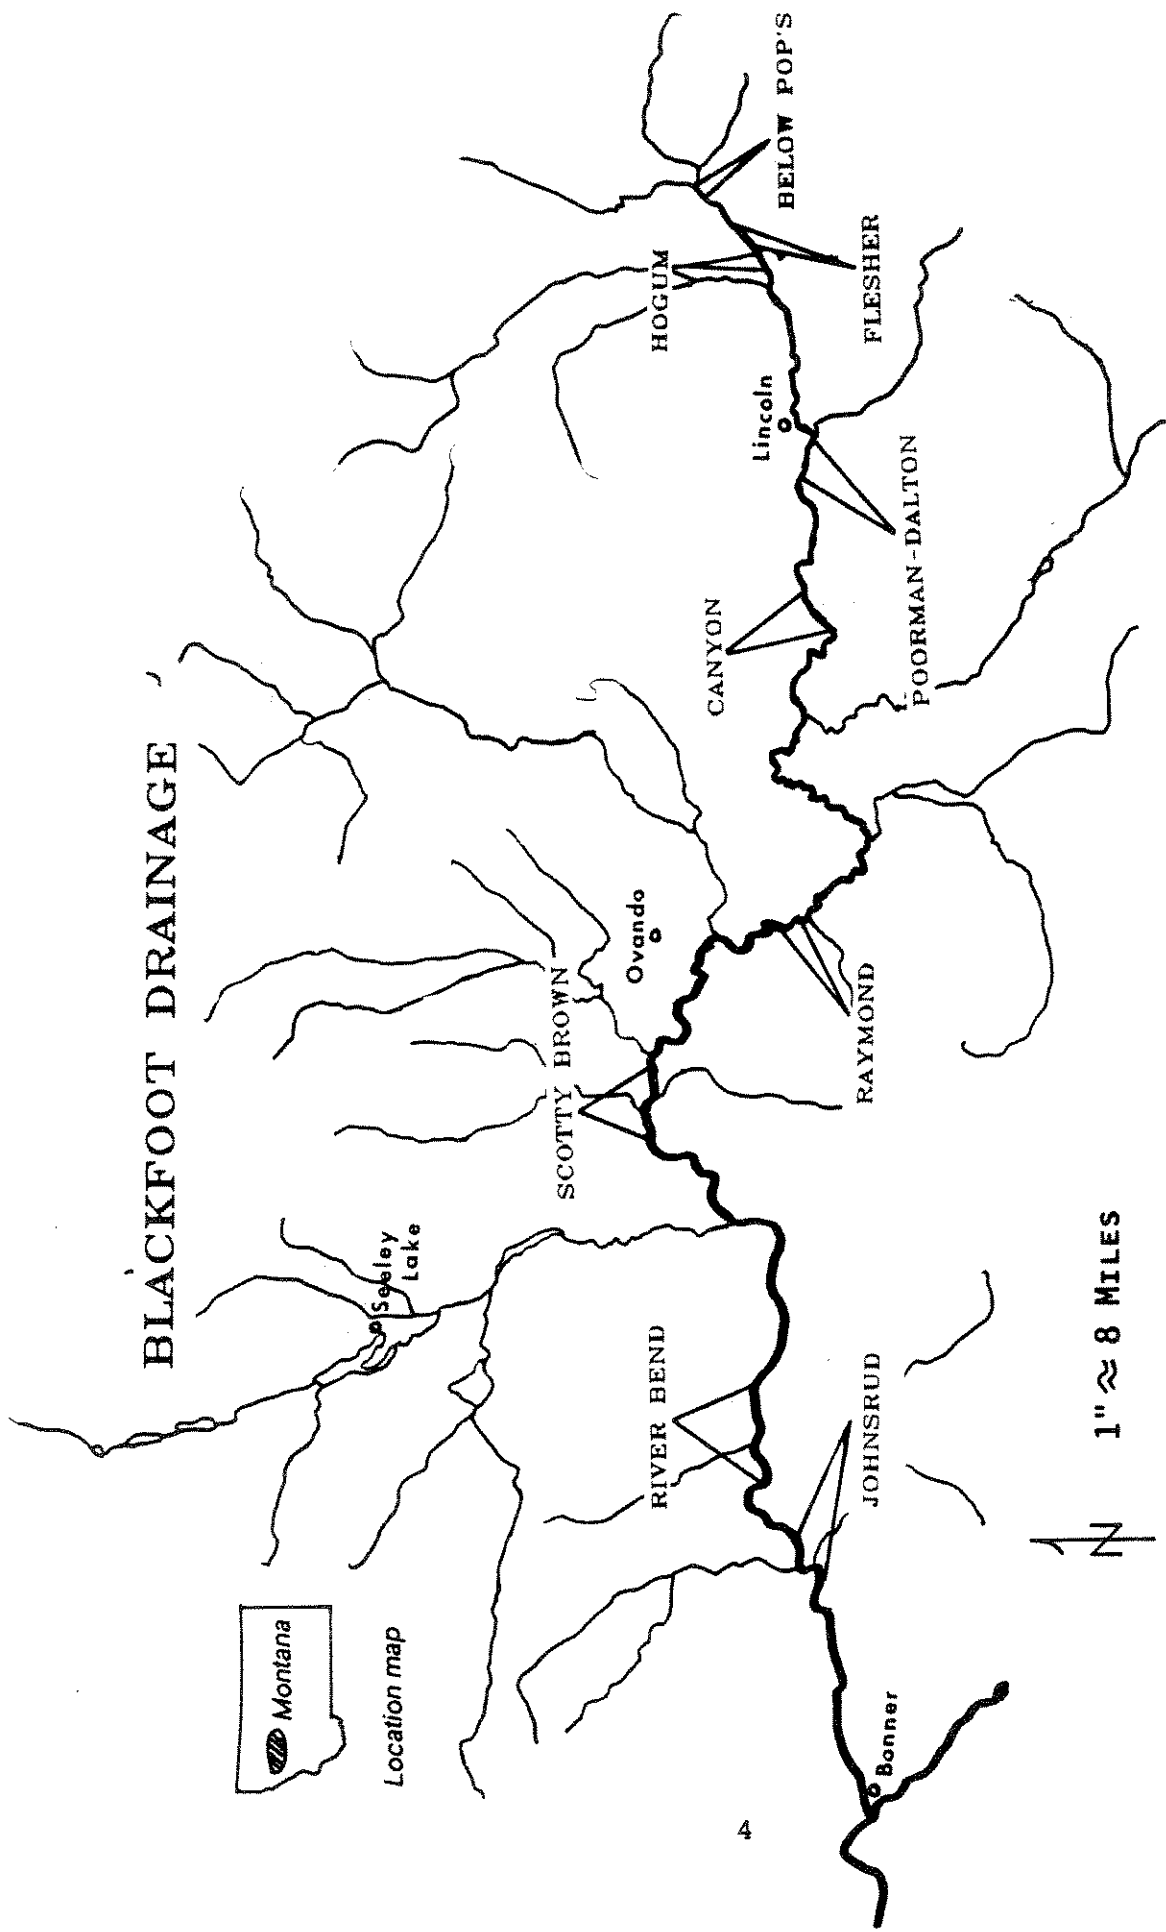 BLACKFOOT DRAINAGE
Montana
Location map
Seeley
Lake
SCOTTY BROWN
Ovando
HOGUM
RIVER BEND
CANYON
Lincoln
BELOW POP'S
RAYMOND
JOHNSRUD
FLESHER
Bonner
POORMAN-DALTON
1" ≈ 8 MILES
N
4